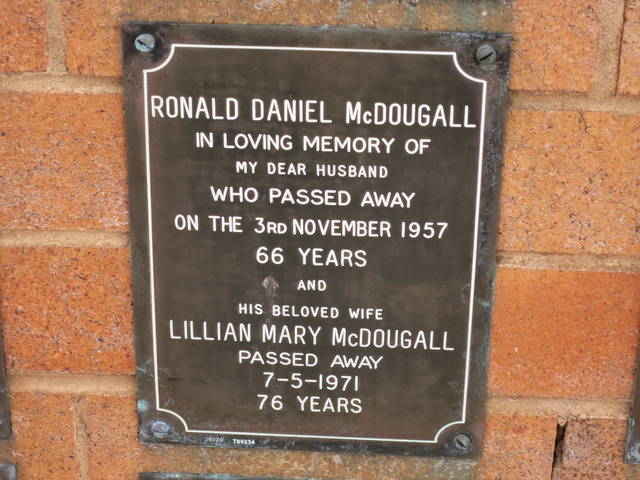 RONALD DANIEL McDOUGALL
IN LOVING MEMORY OF
MY DEAR HUSBAND
WHO PASSED AWAY
ON THE 3RD NOVEMBER 1957
66 YEARS
AND
HIS BELOVED WIFE
LILLIAN MARY McDOUGALL
PASSED AWAY
7-5-1971
76 YEARS
T89234